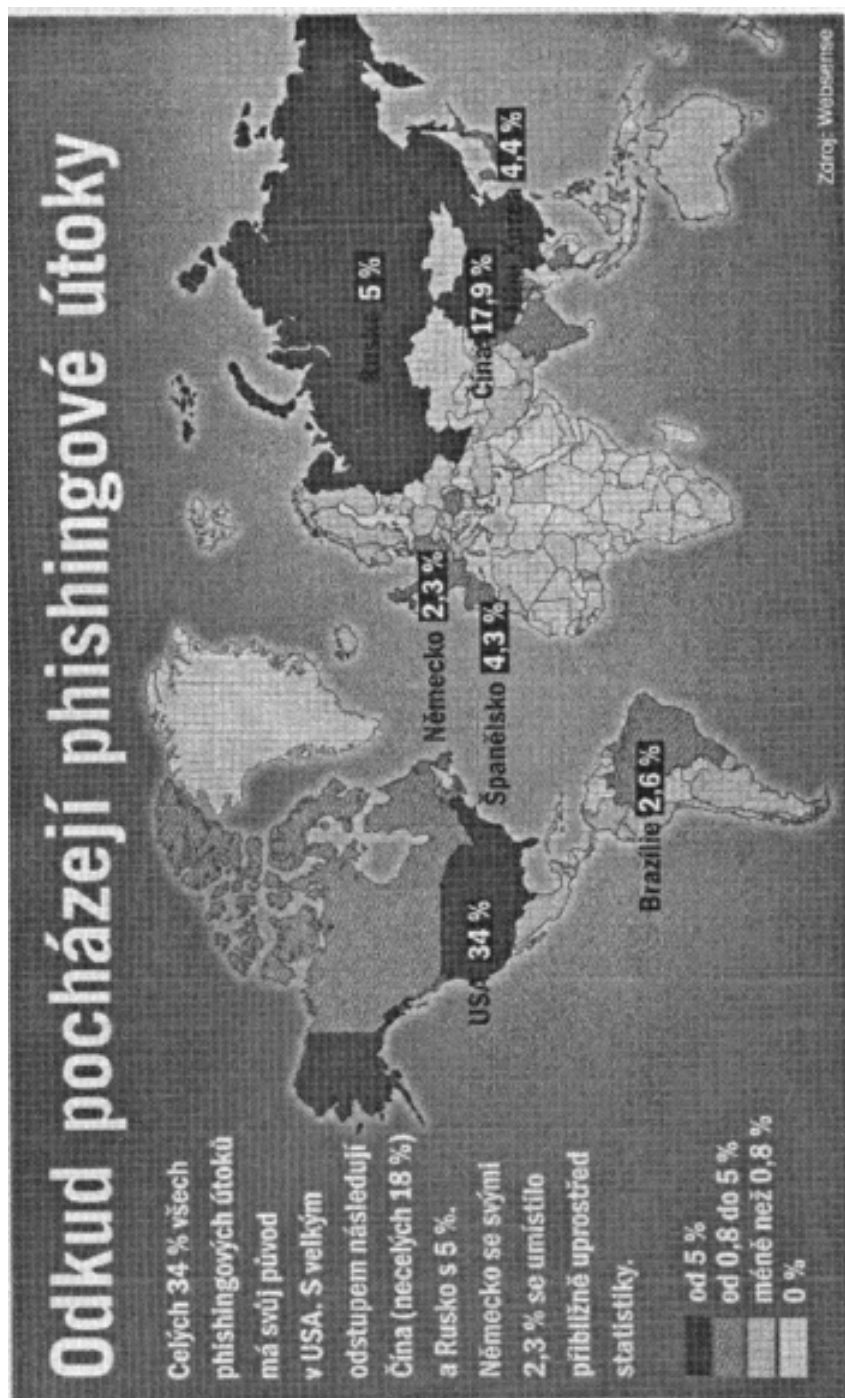 Odkud pocházejí phishingové útoky
Celých 34 % všech
phishingových útoků
má svůj původ
v USA. S velkým
odstupem následují
Čína (necelých 18 %)
a Rusko s 5 %.
Německo se svými
2,3 % se umístilo
přibližně uprostřed
statistiky.
od 5 %
od 0,8 do 5 %
méně než 0,8 %
0 %
USA 34 %
Brazílie 2,6 %
Německo 2,3 %
Španělsko 4,3 %
Rusko 5 %
Čína 17,9 %
4,4 %
Zdroj: Websense